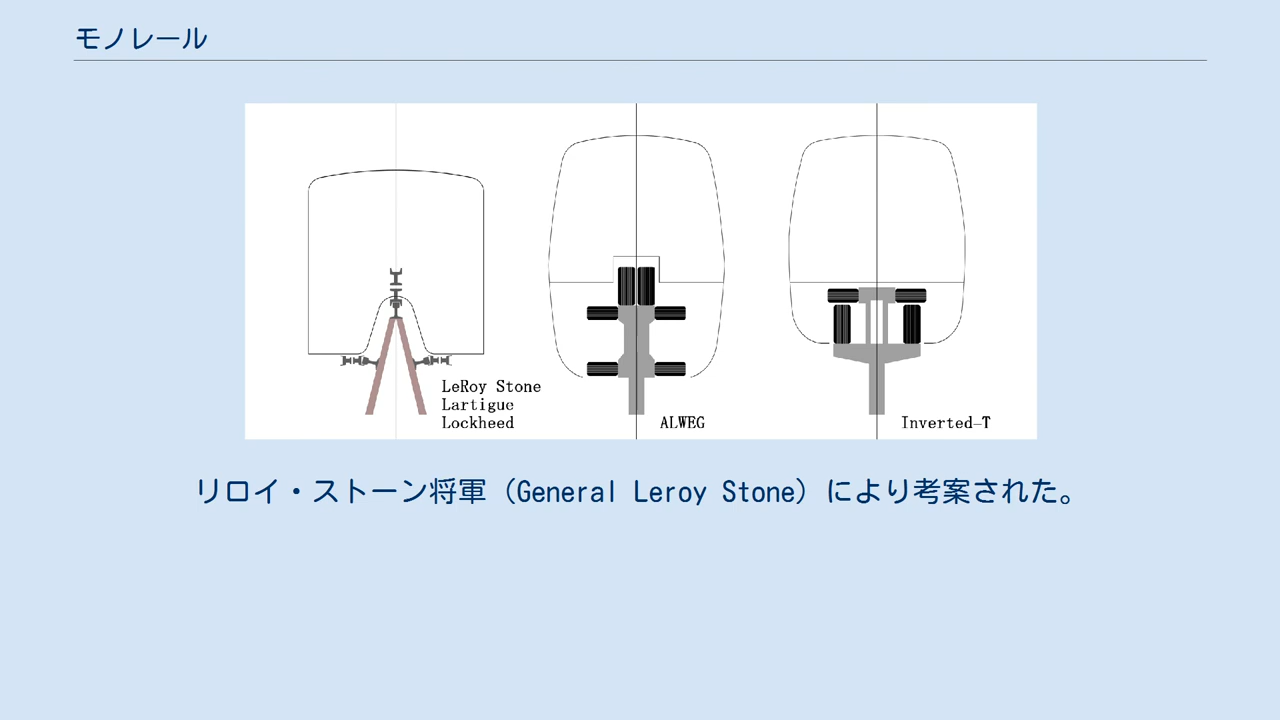 モノレール
LeRoy Stone
Lartigue
Lockheed
ALWEG
Inverted-T
リロイ・ストーン将軍（General Leroy Stone）により考案された。